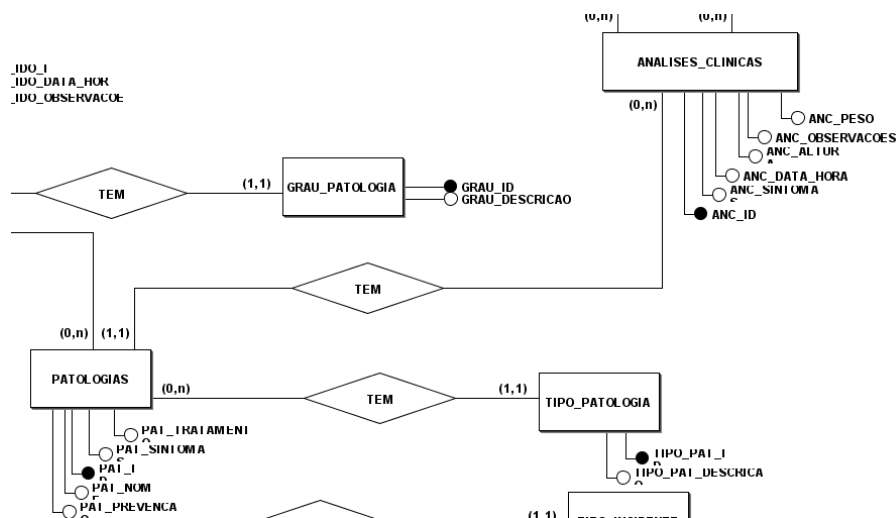 (0,n)
(0,n)
ANALISES_CLINICAS
_IDO_DATA_HOR
_IDO_OBSERVACOE
(0,n)
ANC_PESO
ANC_OBSERVACOES
ANC_ALTUR
A
ANC_DATA_HORA
ANC_SINTOMA
S
ANC_ID
TEM
(1,1)
GRAU_PATOLOGIA
GRAU_ID
GRAU_DESCRICAO
TEM
(0,n)
(1,1)
PATOLOGIAS
(0,n)
TEM
(1,1)
TIPO_PATOLOGIA
PAT_TRATAMENT
O
PAT_SINTOMA
S
PAT_I
D
PAT_NOM
E
PAT_PREVENCA
O
TIPO_PAT_I
D
TIPO_PAT_DESCRICA
O
(1,1)
TIPO_INCIDENTE